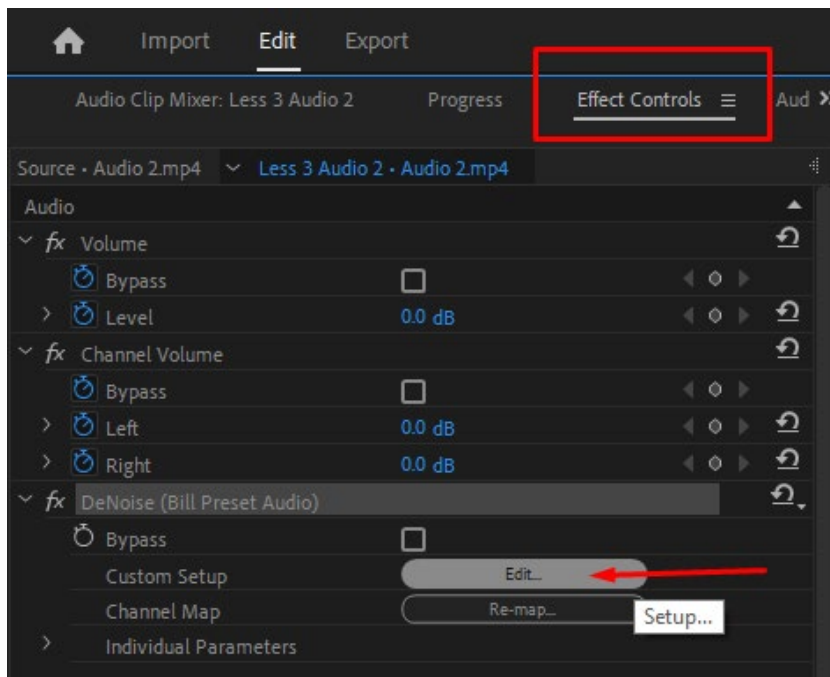 Import Edit Export
Audio Clip Mixer: Less 3 Audio 2 Progress Effect Controls Aud
Source • Audio 2.mp4 Less 3 Audio 2 • Audio 2.mp4
Audio
fx Volume
Bypass
Level 0.0 dB
fx Channel Volume
Bypass
Left 0.0 dB
Right 0.0 dB
fx DeNoise (Bill Preset Audio)
Bypass
Custom Setup Edit...
Channel Map Re-map...
Setup...
Individual Parameters